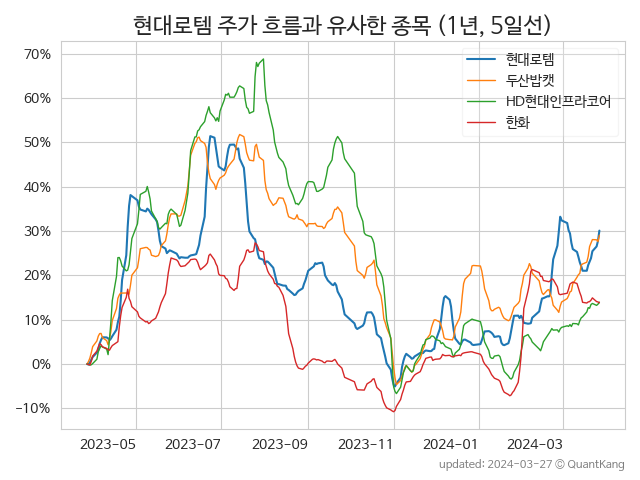 현대로템 주가 흐름과 유사한 종목 (1년, 5일선)
현대로템
두산밥캣
HD현대인프라코어
한화
70%
60%
50%
40%
30%
20%
10%
0%
−10%
2023-05
2023-07
2023-09
2023-11
2024-01
2024-03
updated: 2024-03-27 © QuantKang